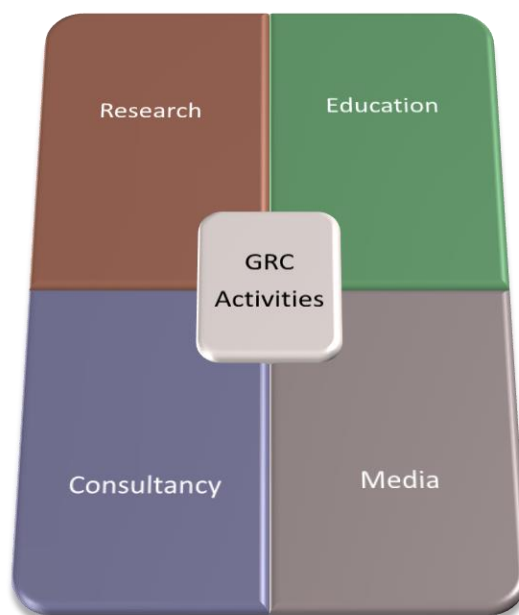 Research
Education
GRC
Activities
Consultancy
Media